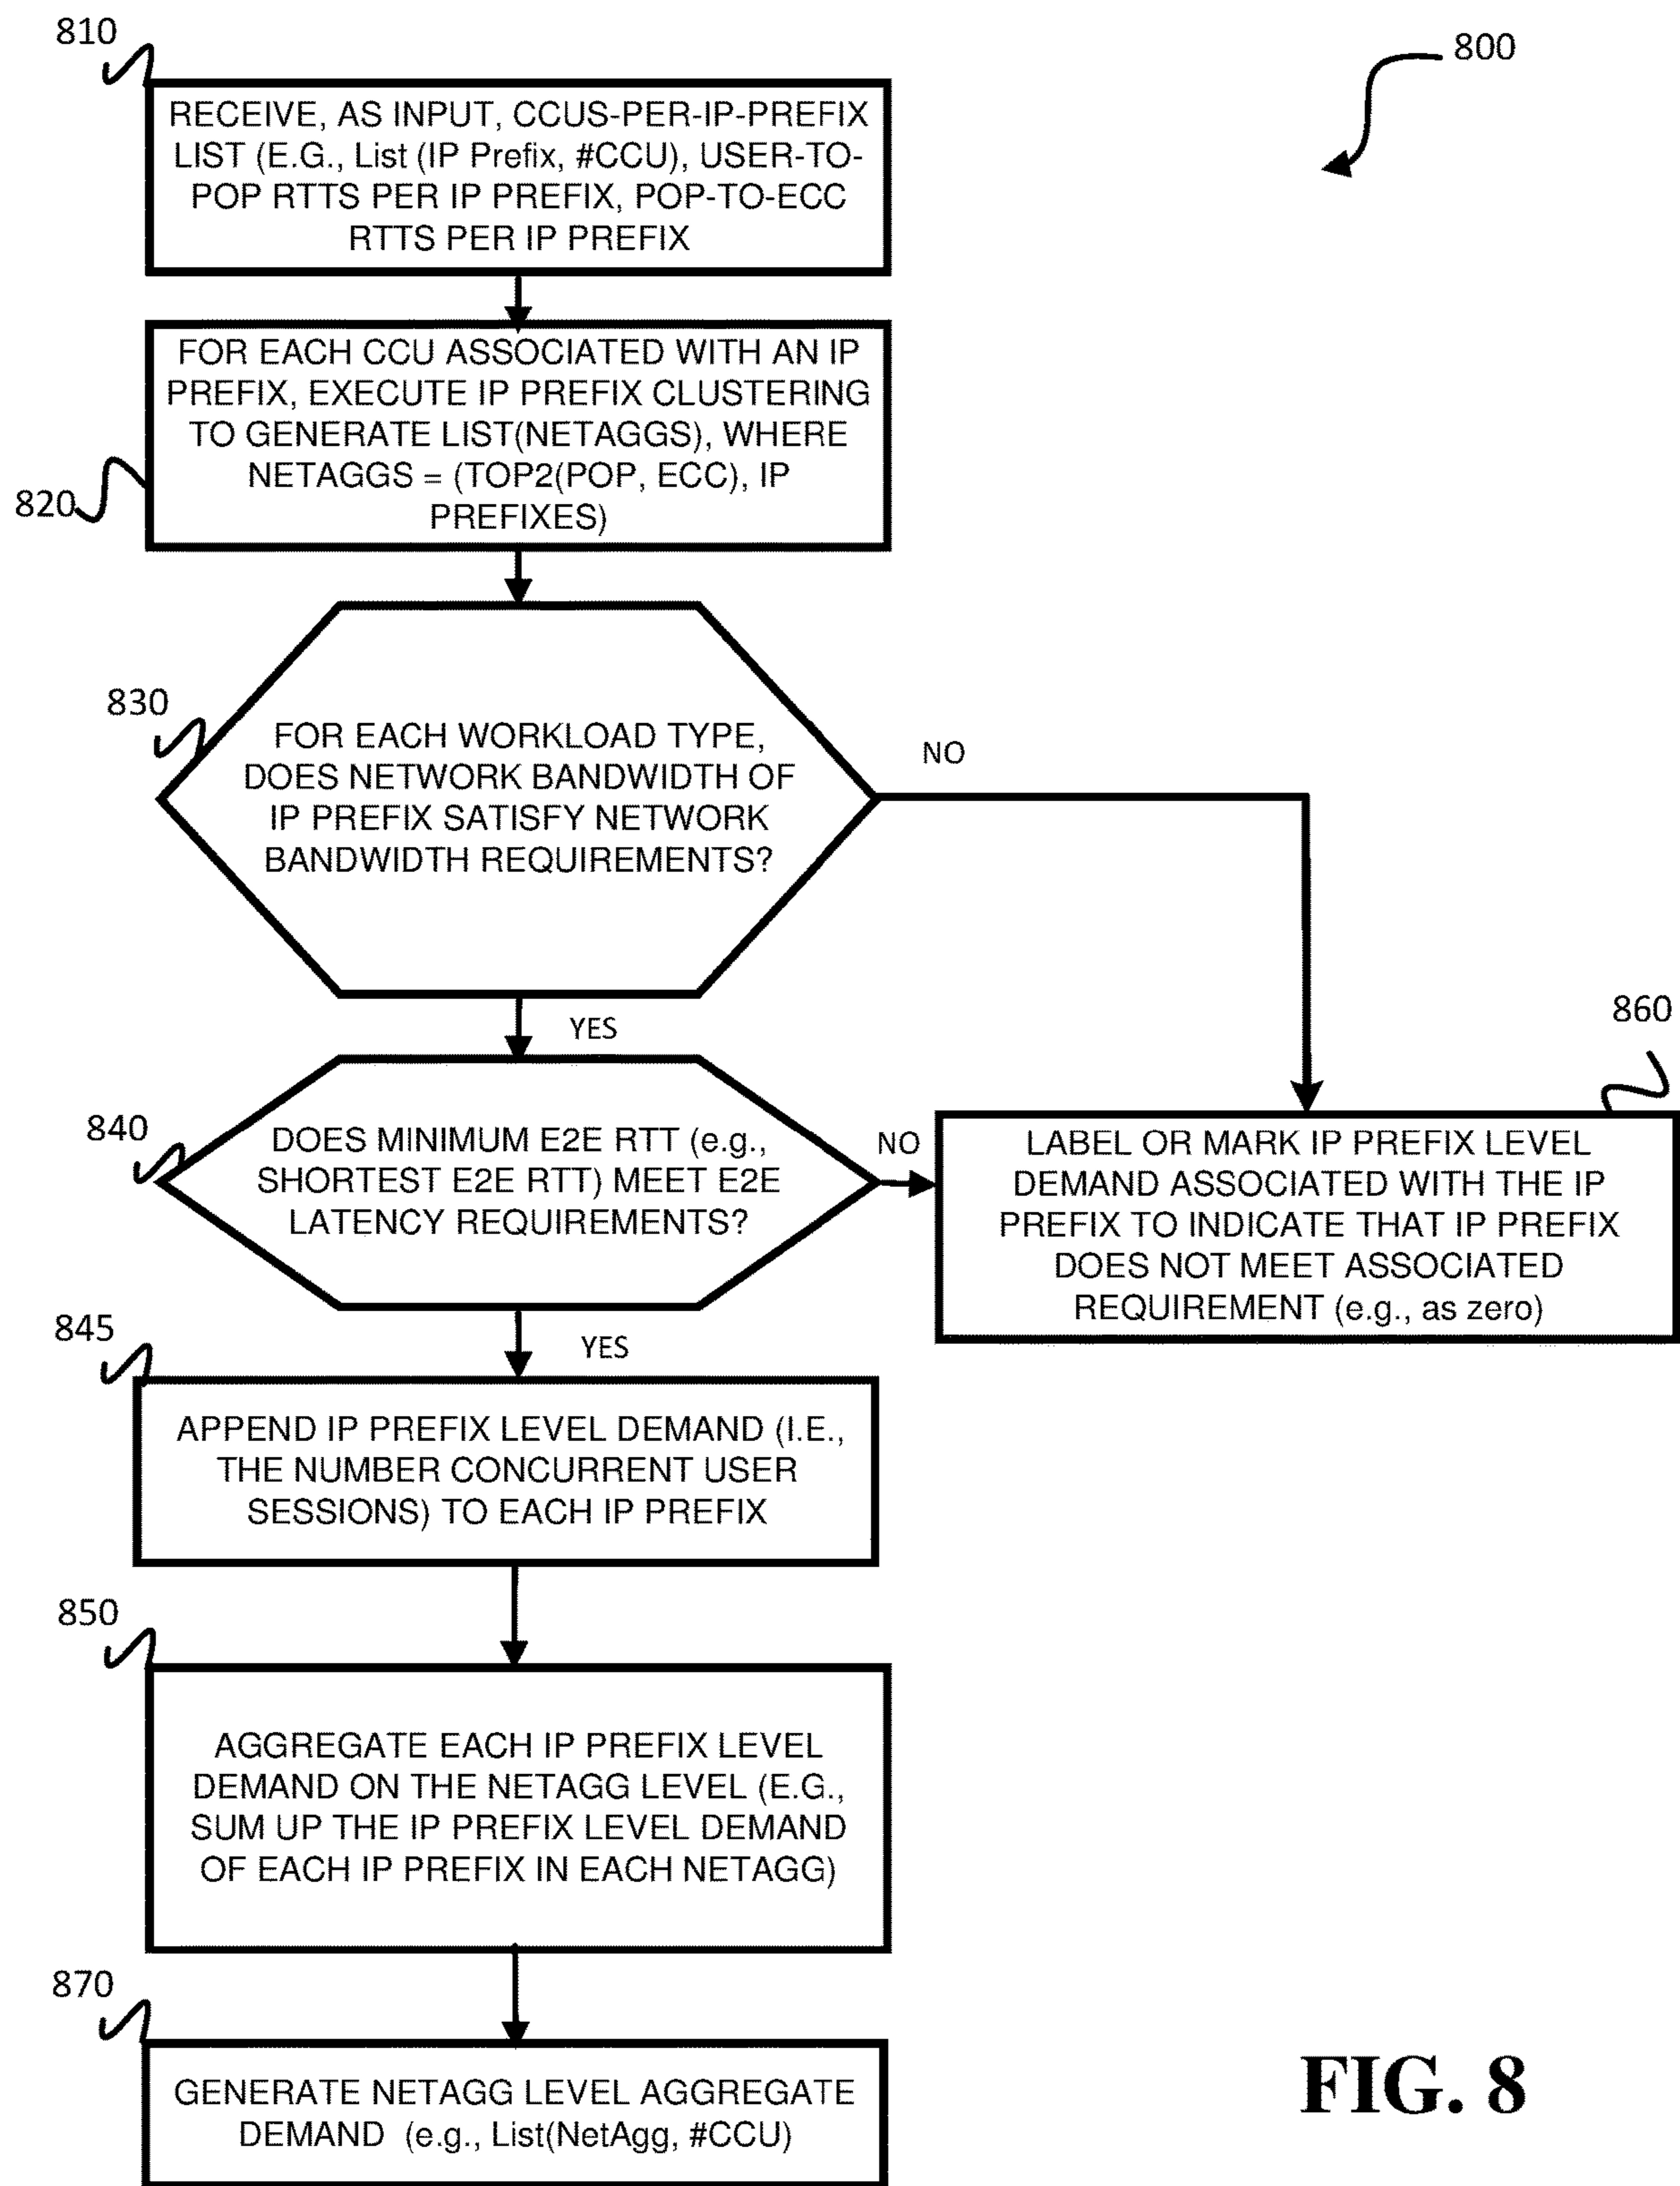 810
800
RECEIVE, AS INPUT, CCUS-PER-IP-PREFIX
LIST (E.G., List (IP Prefix, #CCU), USER-TO-
POP RTTS PER IP PREFIX, POP-TO-ECC
RTTS PER IP PREFIX
FOR EACH CCU ASSOCIATED WITH AN IP
PREFIX, EXECUTE IP PREFIX CLUSTERING
TO GENERATE LIST(NETAGGS), WHERE
NETAGGS = (TOP2(POP, ECC), IP
PREFIXES)
820
830
FOR EACH WORKLOAD TYPE,
DOES NETWORK BANDWIDTH OF
IP PREFIX SATISFY NETWORK
BANDWIDTH REQUIREMENTS?
NO
YES
860
840
DOES MINIMUM E2E RTT (e.g.,
SHORTEST E2E RTT) MEET E2E
LATENCY REQUIREMENTS?
NO
LABEL OR MARK IP PREFIX LEVEL
DEMAND ASSOCIATED WITH THE IP
PREFIX TO INDICATE THAT IP PREFIX
DOES NOT MEET ASSOCIATED
REQUIREMENT (e.g., as zero)
845
YES
APPEND IP PREFIX LEVEL DEMAND (I.E.,
THE NUMBER CONCURRENT USER
SESSIONS) TO EACH IP PREFIX
850
AGGREGATE EACH IP PREFIX LEVEL
DEMAND ON THE NETAGG LEVEL (E.G.,
SUM UP THE IP PREFIX LEVEL DEMAND
OF EACH IP PREFIX IN EACH NETAGG)
870
GENERATE NETAGG LEVEL AGGREGATE
DEMAND (e.g., List(NetAgg, #CCU)
FIG. 8